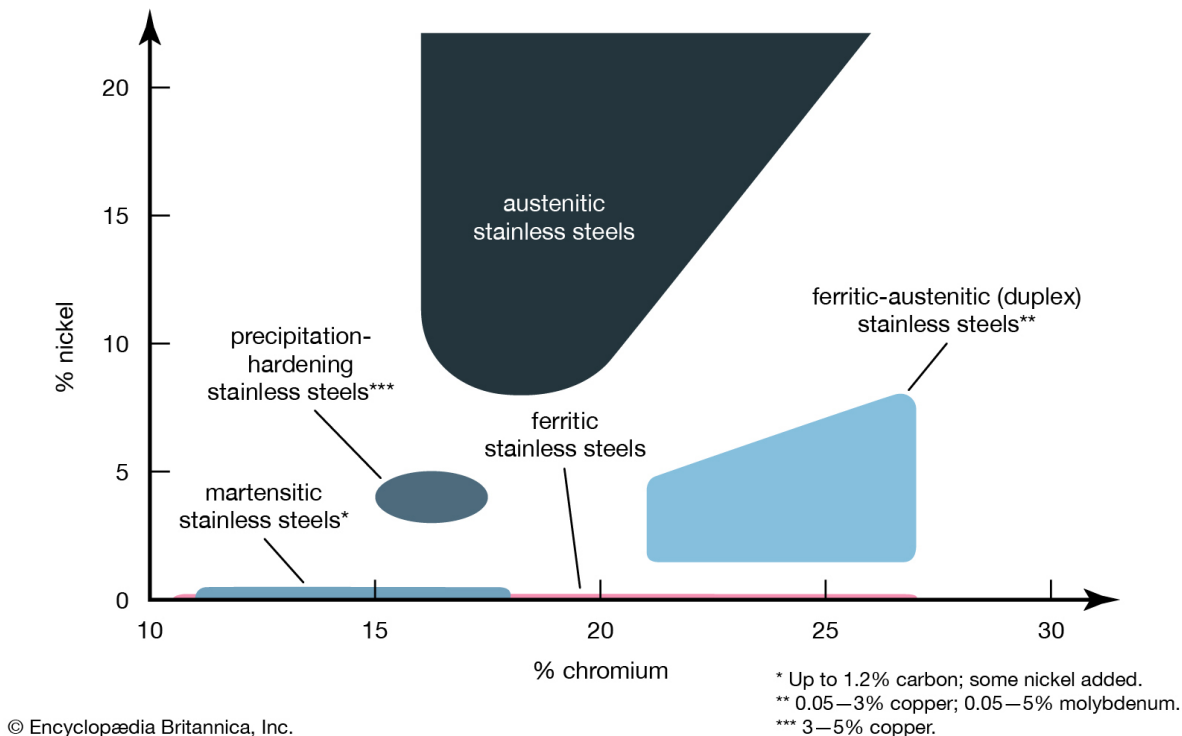 20
15
10
5
0
% nickel
austenitic
stainless steels
ferritic-austenitic (duplex)
stainless steels**
precipitation-
hardening
stainless steels***
ferritic
stainless steels
martensitic
stainless steels*
10 15 20 25 30
% chromium
* Up to 1.2% carbon; some nickel added.
** 0.05—3% copper; 0.05—5% molybdenum.
*** 3—5% copper.
© Encyclopædia Britannica, Inc.